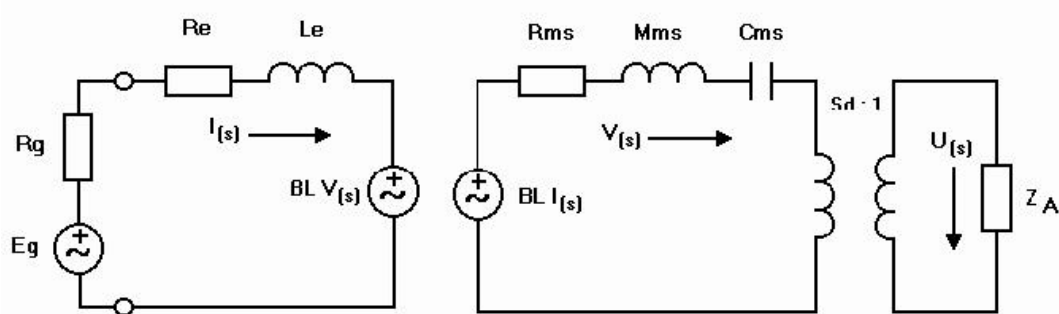 Re
Le
Rms
Mms
Cms
Sd : 1
Rg
I(s)
V(s)
U(s)
BL V(s)
BL I(s)
ZA
Eg